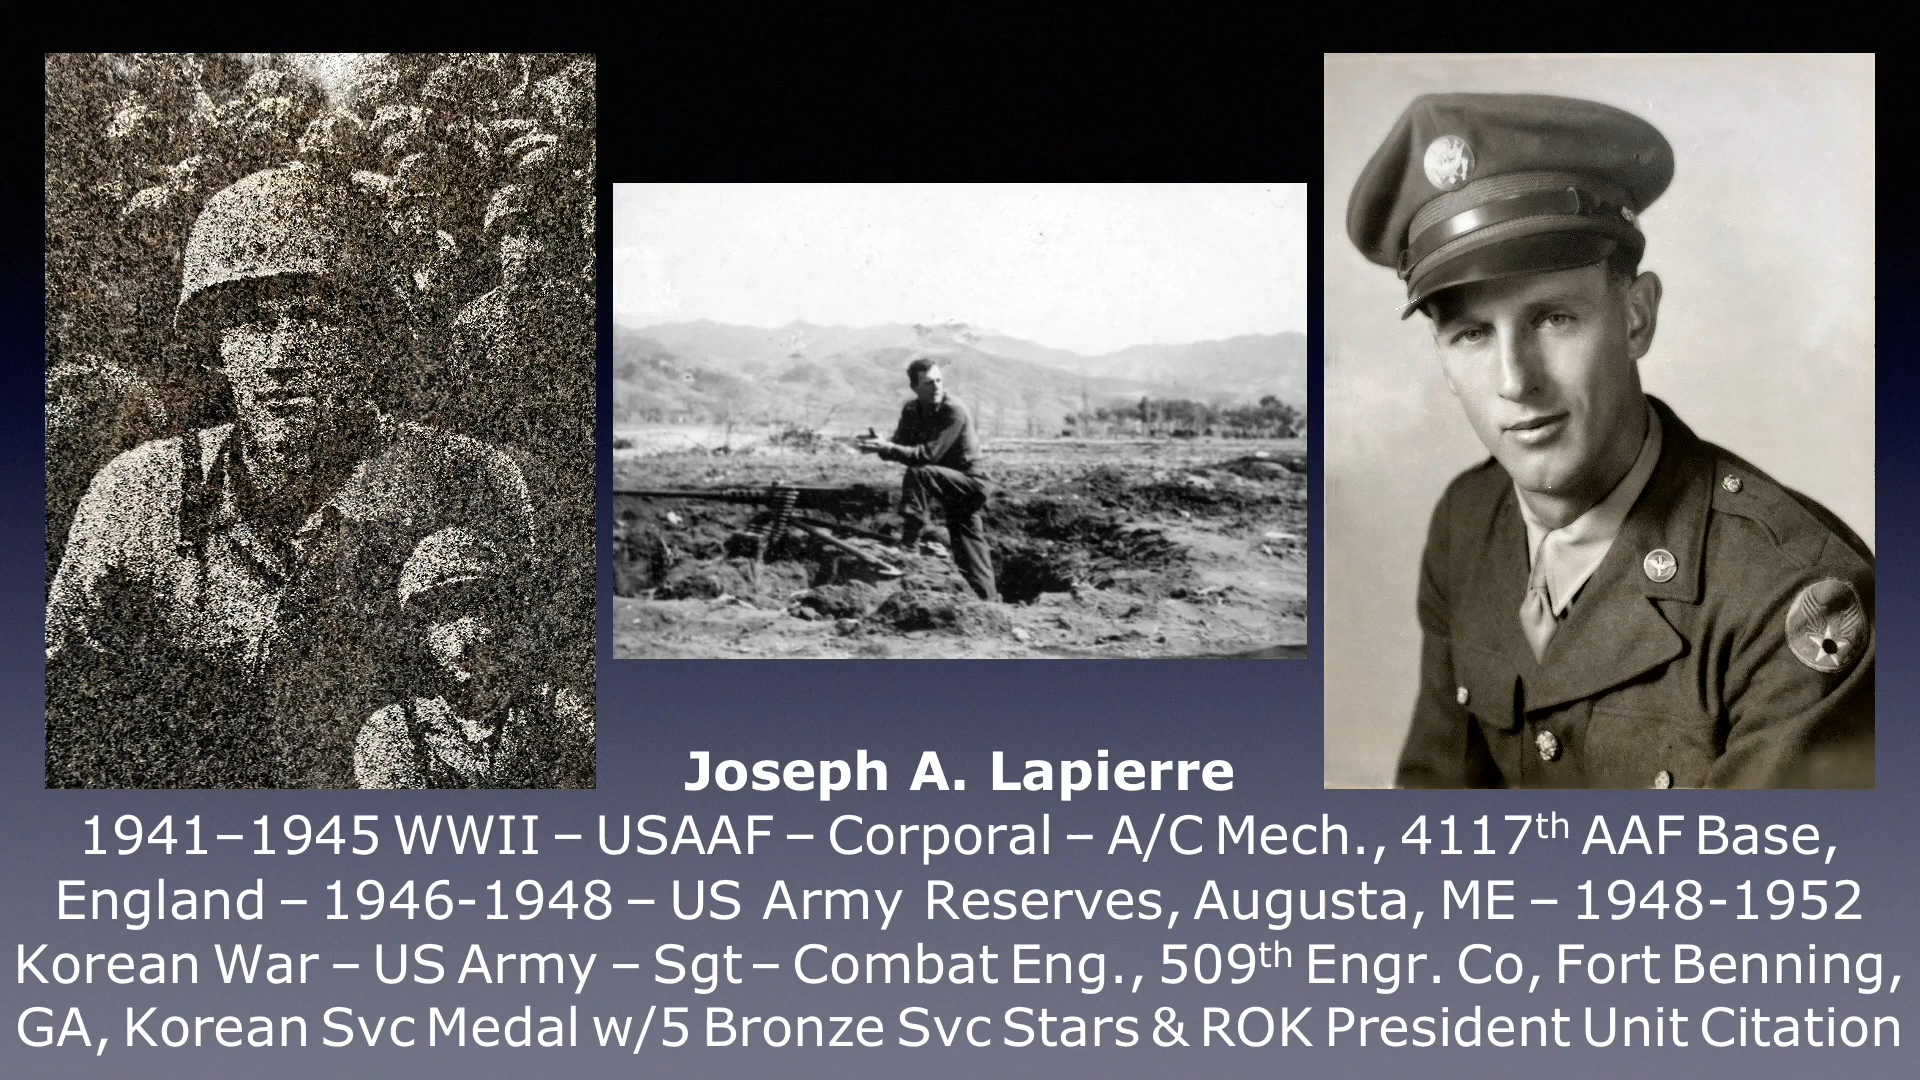 Joseph A. Lapierre
1941–1945 WWII – USAAF – Corporal – A/C Mech., 4117th AAF Base,
England – 1946-1948 – US Army Reserves, Augusta, ME – 1948-1952
Korean War – US Army – Sgt – Combat Eng., 509th Engr. Co, Fort Benning,
GA, Korean Svc Medal w/5 Bronze Svc Stars & ROK President Unit Citation